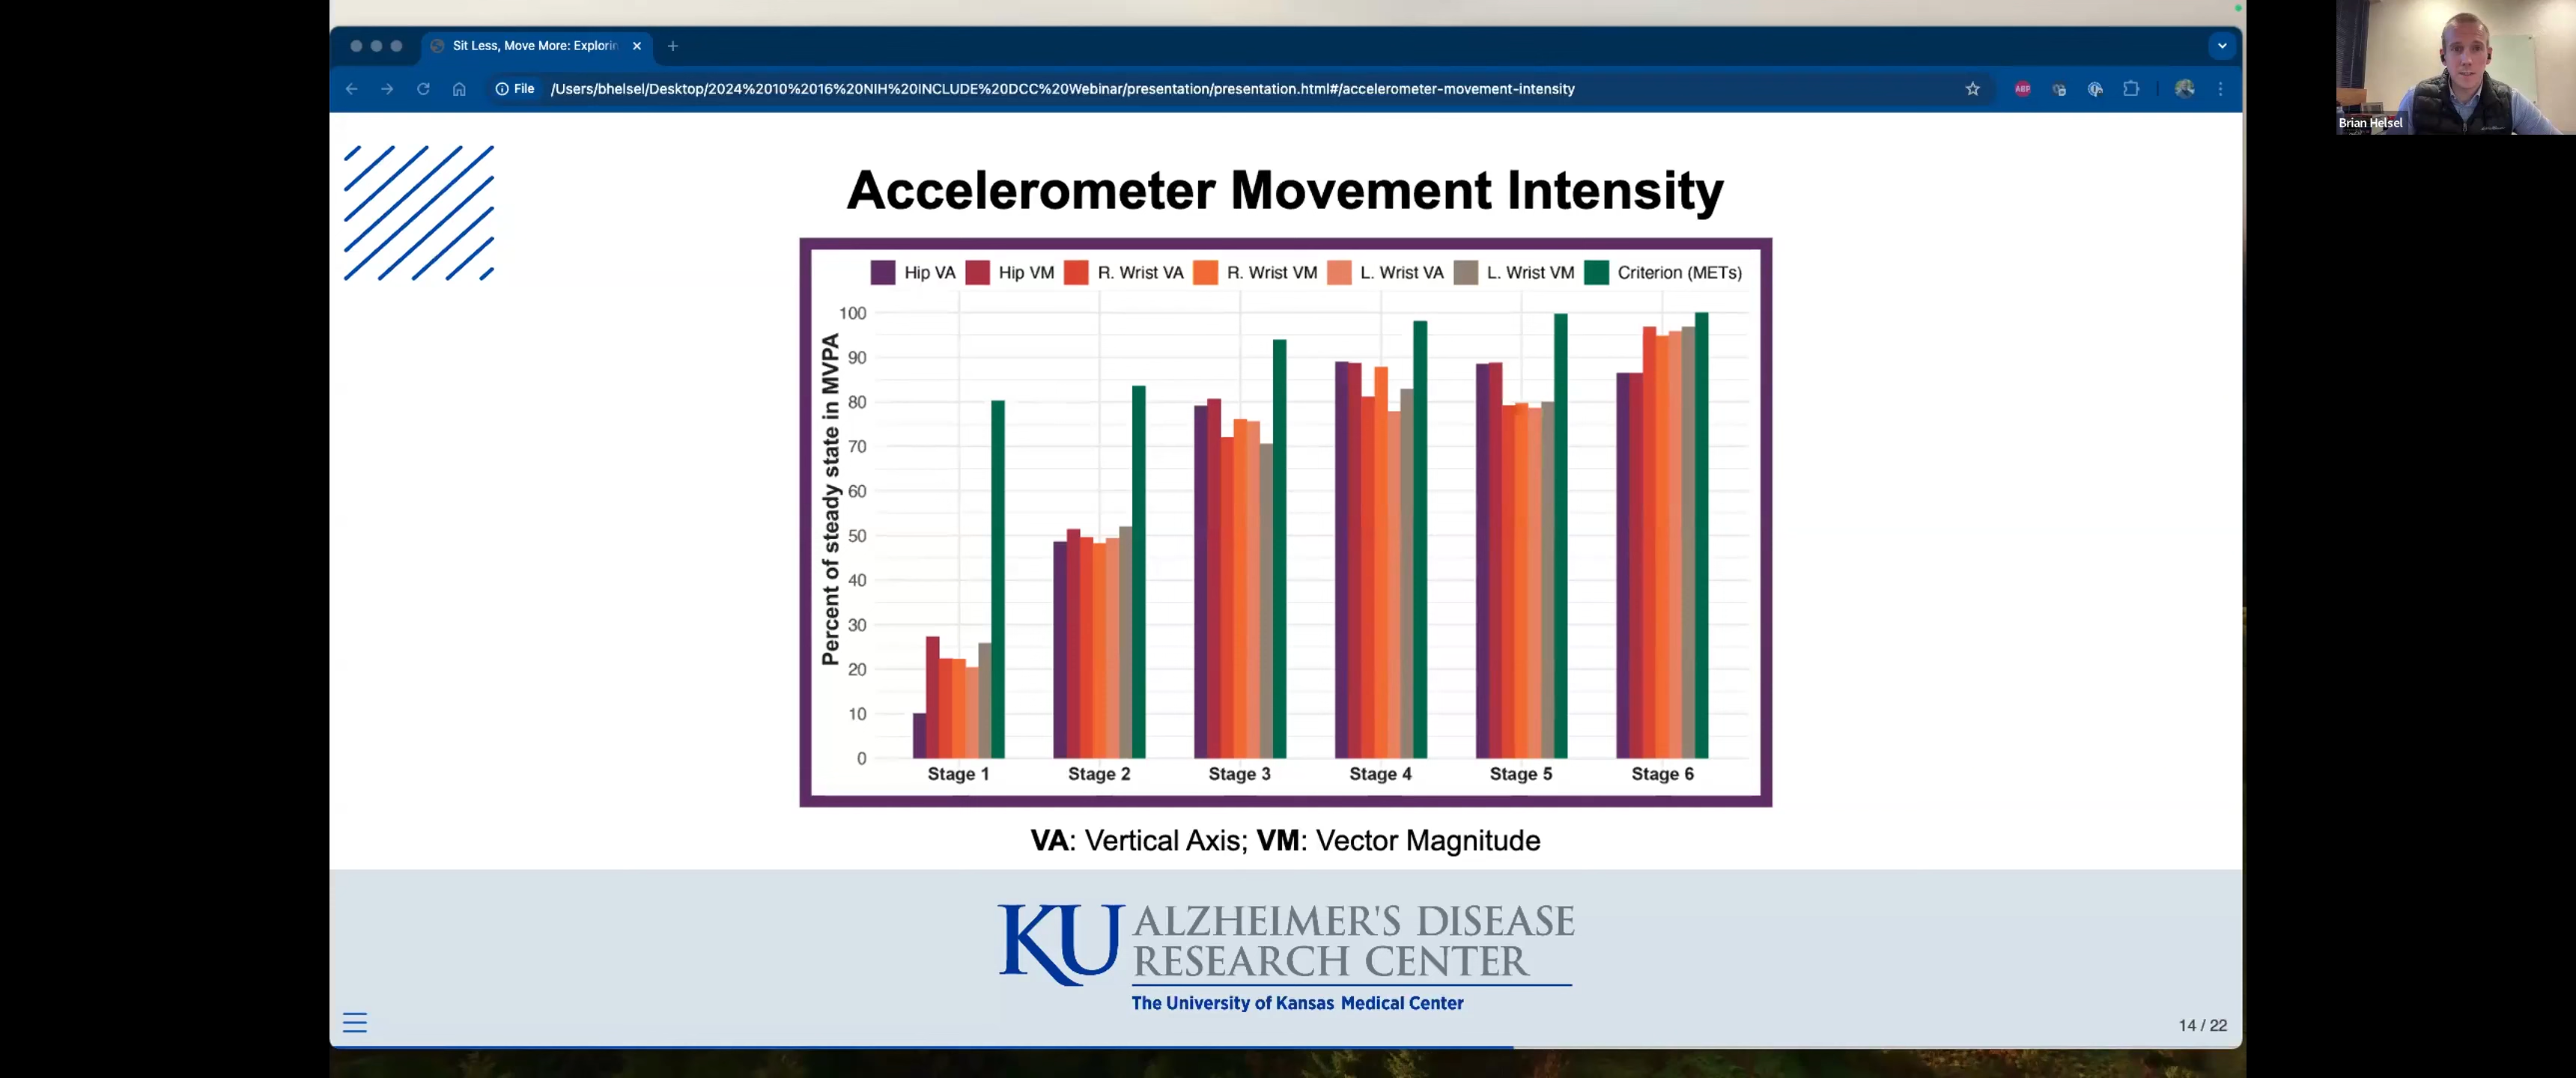 Sit Less, Move More: Explorin
File
/Users/bhelsel/Desktop/2024%2010%2016%20NIH%20INCLUDE%20DCC%20Webinar/presentation/presentation.html#/accelerometer-movement-intensity
ABP
Brian Helsel
Accelerometer Movement Intensity
Hip VA Hip VM R. Wrist VA R. Wrist VM L. Wrist VA L. Wrist VM Criterion (METs)
Percent of steady state in MVPA
100
90
80
70
60
50
40
30
20
10
0
Stage 1 Stage 2 Stage 3 Stage 4 Stage 5 Stage 6
VA: Vertical Axis; VM: Vector Magnitude
KU ALZHEIMER'S DISEASE
RESEARCH CENTER
The University of Kansas Medical Center
14 / 22